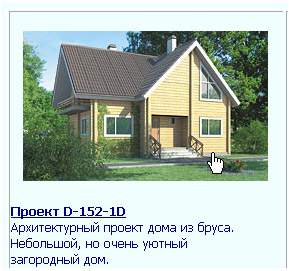 Проект D-152-1D
Архитектурный проект дома из бруса.
Небольшой, но очень уютный
загородный дом.